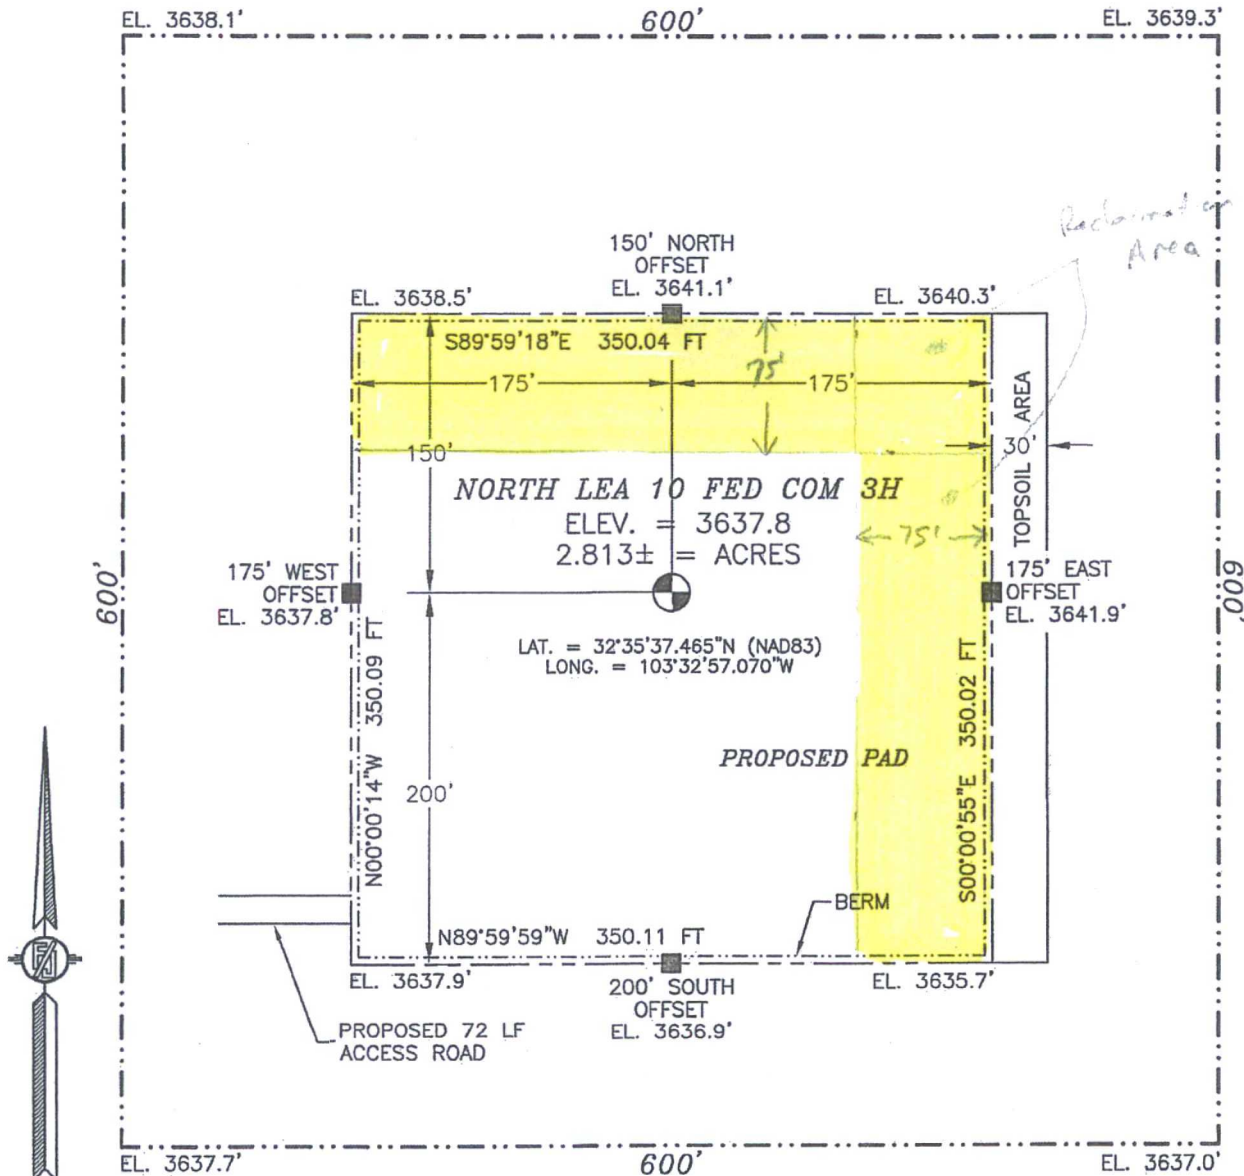 EL. 3638.1'
600'
EL. 3639.3'
Reclamation
Area
150' NORTH
OFFSET
EL. 3641.1'
EL. 3638.5'
EL. 3640.3'
S89°59'18"E 350.04 FT
75'
175'
175'
TOPSOIL AREA
30'
150'
NORTH LEA 10 FED COM 3H
ELEV. = 3637.8
2.813± = ACRES
75'
600'
175' WEST
OFFSET
EL. 3637.8'
175' EAST
OFFSET
EL. 3641.9'
600'
LAT. = 32°35'37.465"N (NAD83)
LONG. = 103°32'57.070"W
N00°00'14"W 350.09 FT
S00°00'55"E 350.02 FT
PROPOSED PAD
200'
BERM
N89°59'59"W 350.11 FT
EL. 3637.9'
EL. 3635.7'
200' SOUTH
OFFSET
EL. 3636.9'
PROPOSED 72 LF
ACCESS ROAD
EL. 3637.7'
600'
EL. 3637.0'